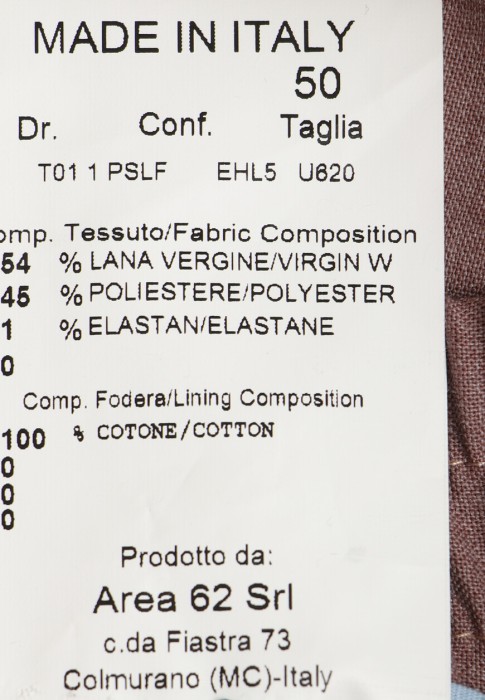 MADE IN ITALY
50
Dr. Conf. Taglia
T01 1 PSLF EHL5 U620
omp. Tessuto/Fabric Composition
54 % LANA VERGINE/VIRGIN W
45 % POLIESTERE/POLYESTER
1 % ELASTAN/ELASTANE
0
Comp. Fodera/Lining Composition
100 % COTONE/COTTON
0
0
0
Prodotto da:
Area 62 Srl
c.da Fiastra 73
Colmurano (MC)-Italy